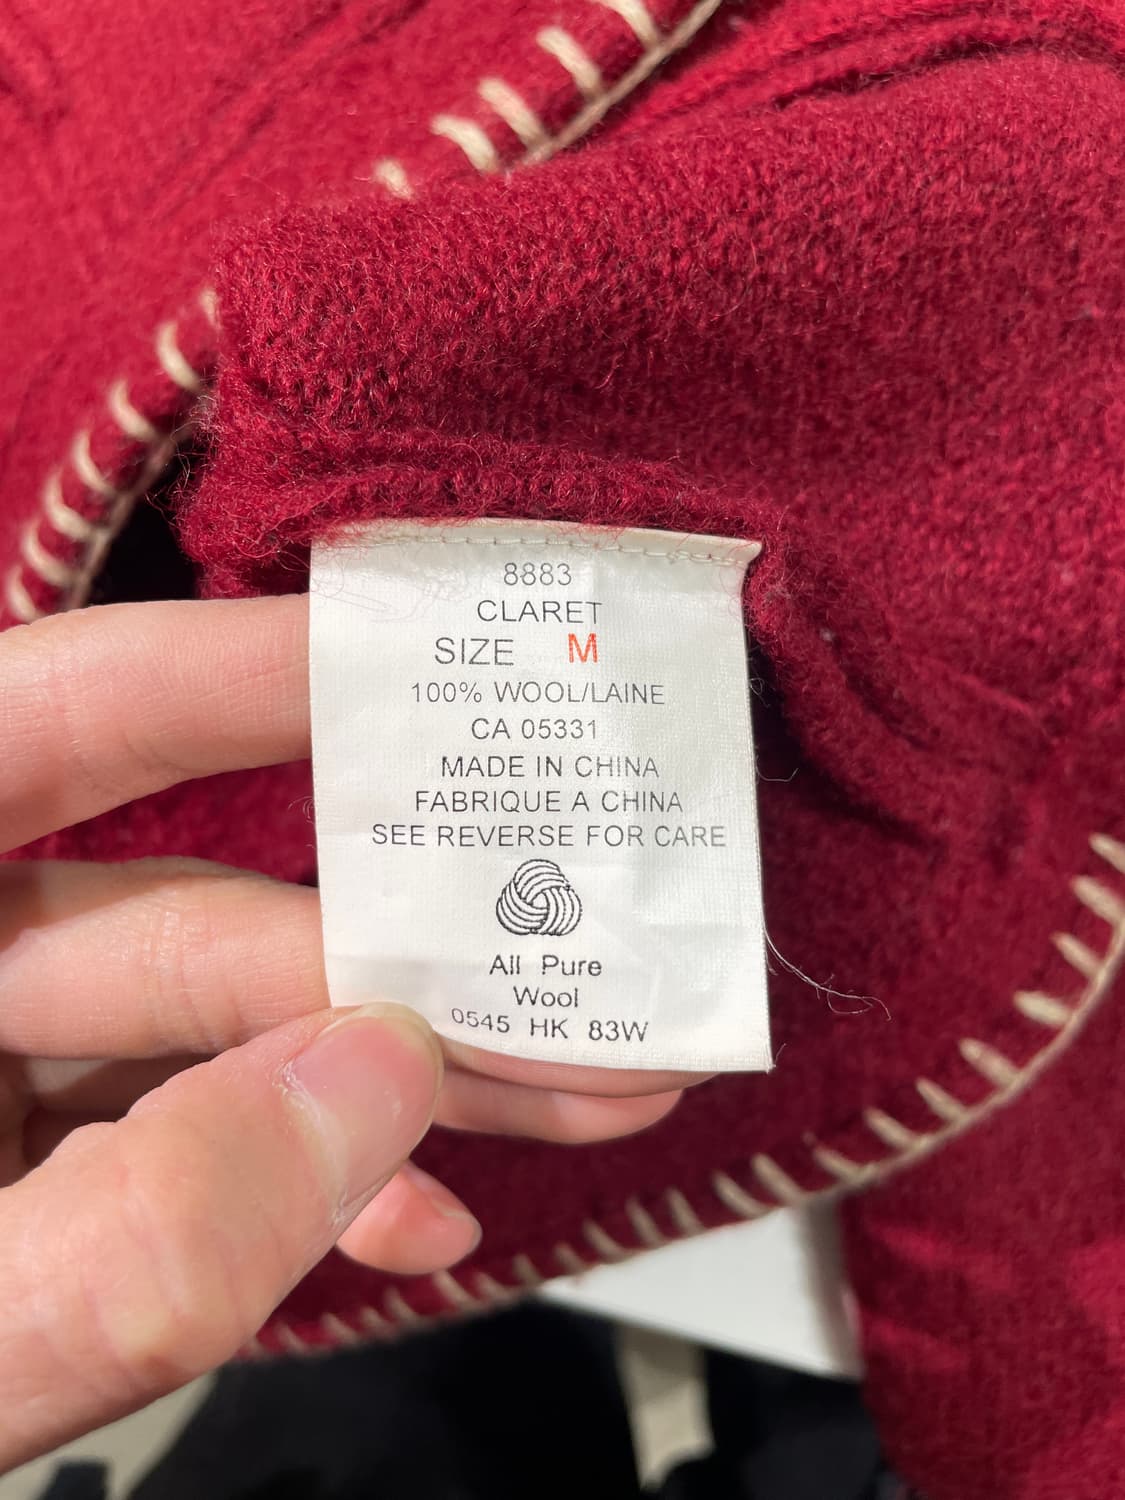 8883
CLARET
SIZE M
100% WOOL/LAINE
CA 05331
MADE IN CHINA
FABRIQUE A CHINA
SEE REVERSE FOR CARE
All Pure
Wool
0545 HK 83W